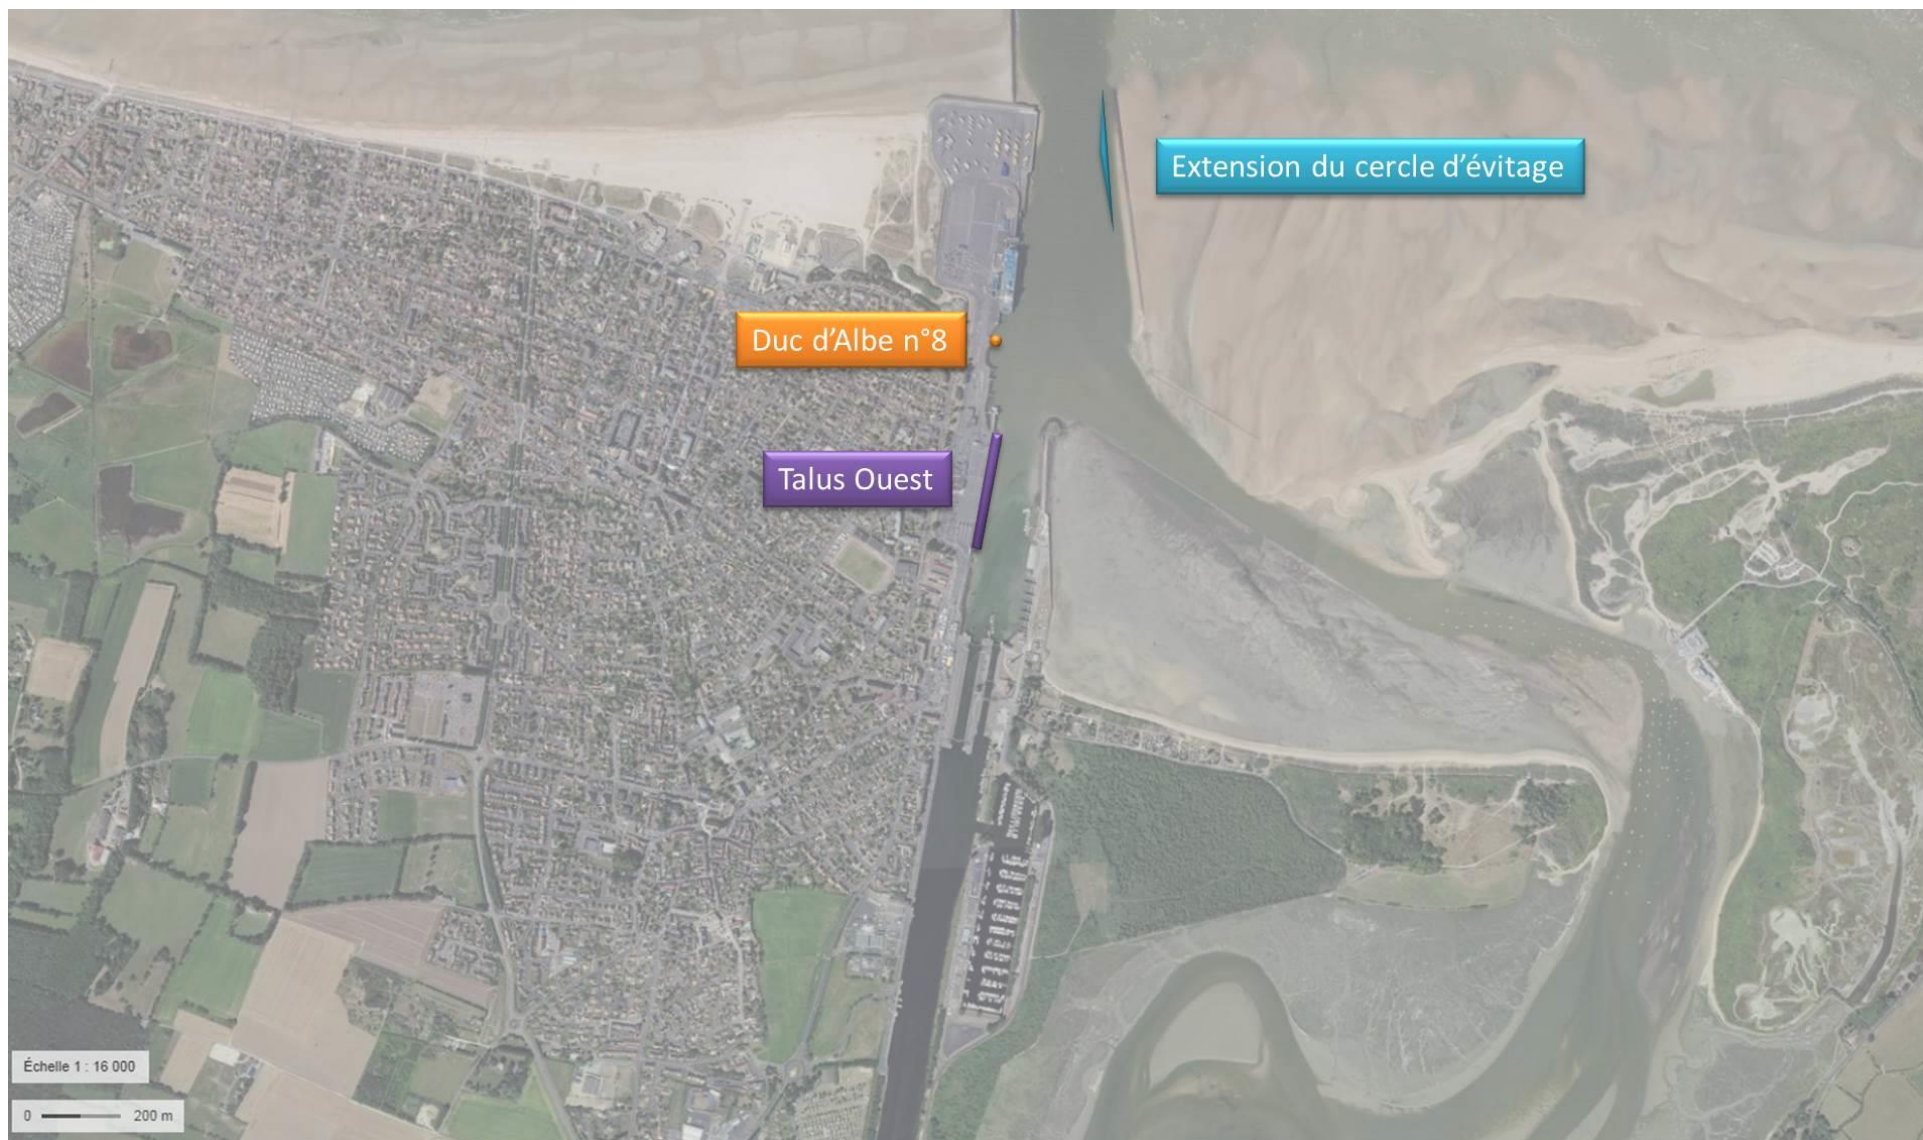 Extension du cercle d'évitage
Duc d'Albe n°8
Talus Ouest
Échelle 1 : 16 000
0 200 m